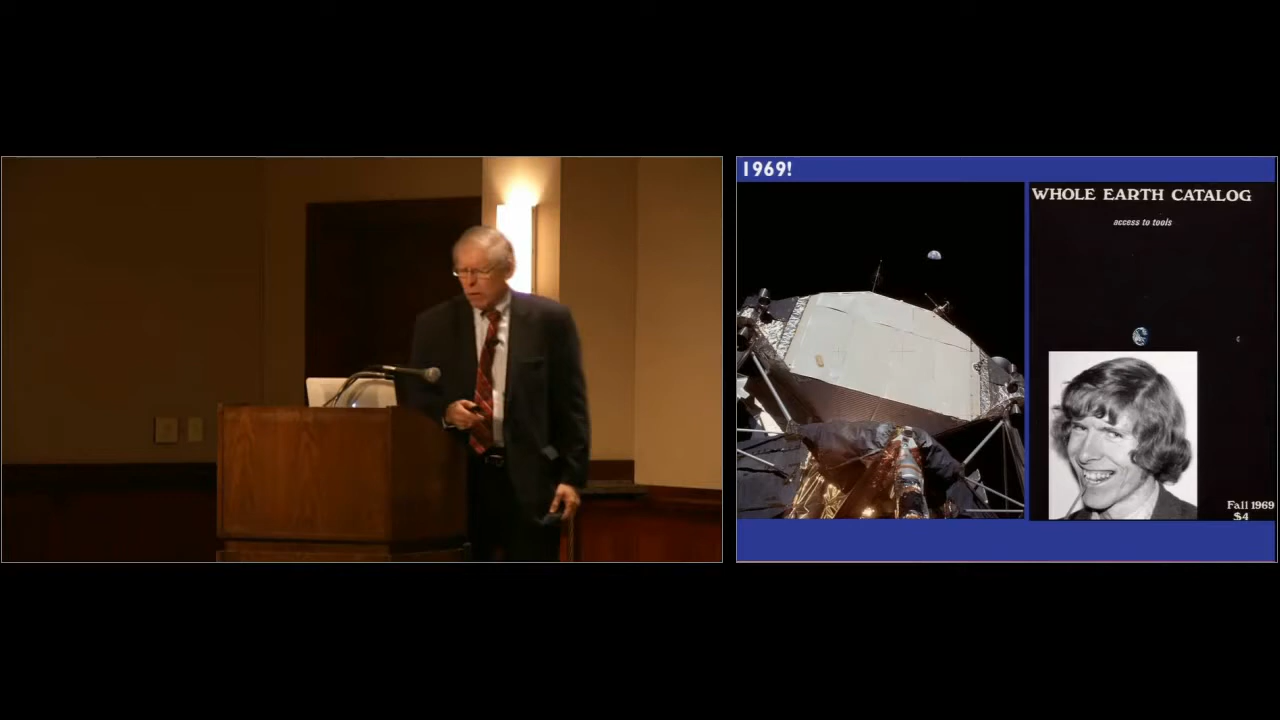 1969!
WHOLE EARTH CATALOG
access to tools
Fall 1969
$4